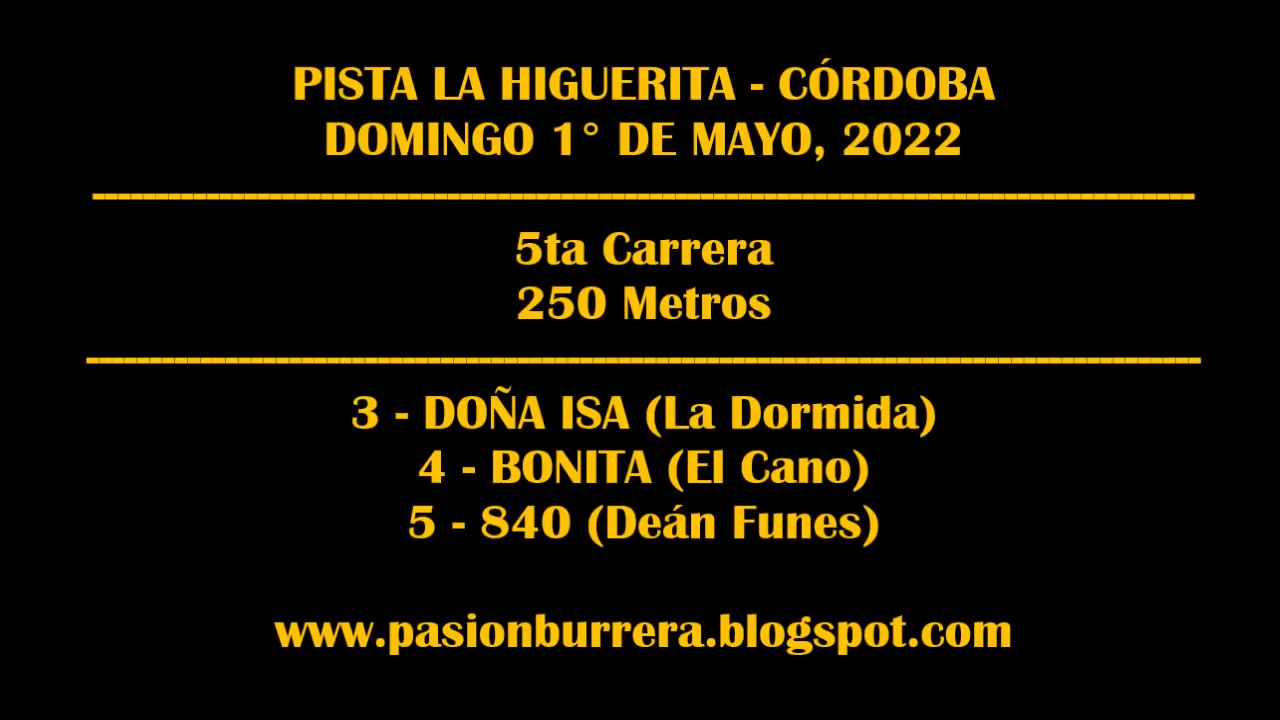 PISTA LA HIGUERITA - CÓRDOBA
DOMINGO 1° DE MAYO, 2022
5ta Carrera
250 Metros
3 - DOÑA ISA (La Dormida)
4 - BONITA (El Cano)
5 - 840 (Deán Funes)
www.pasionburrera.blogspot.com